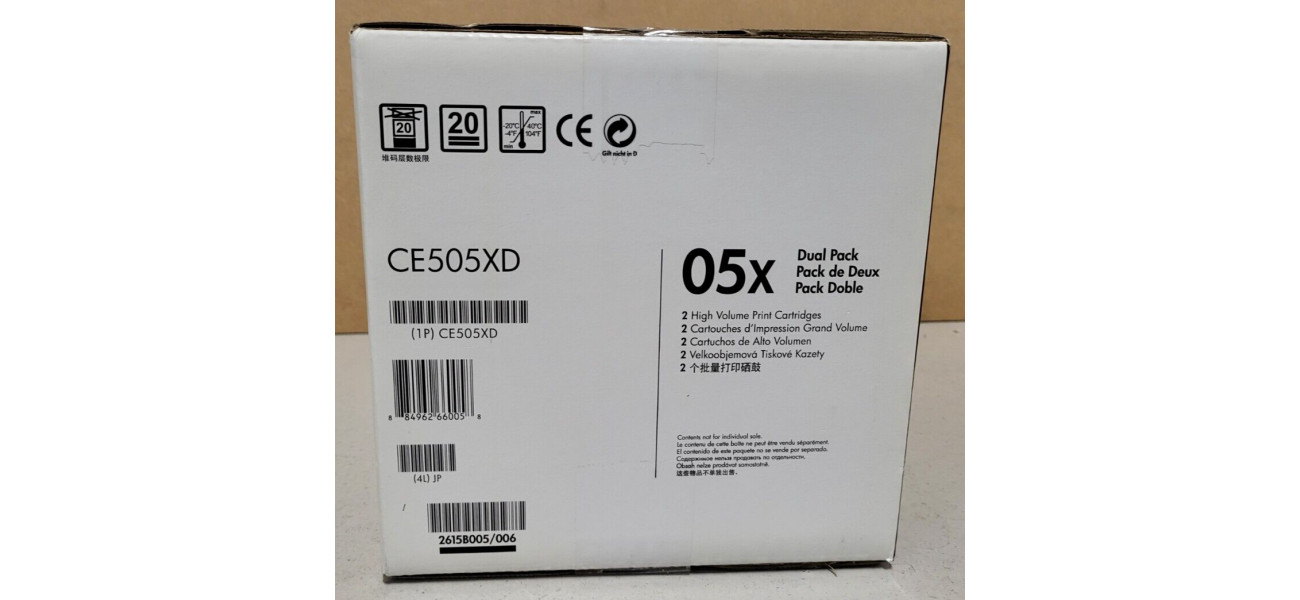 20
堆码层数极限
20
max
-20°C 40°C
-4°F 104°F
min
CE
Gilt nicht in D
CE505XD
(1P) CE505XD
8 84962 66005 8
(4L) JP
2615B005/006
05X
Dual Pack
Pack de Deux
Pack Doble
2 High Volume Print Cartridges
2 Cartouches d'Impression Grand Volume
2 Cartuchos de Alto Volumen
2 Velkoobjemová Tiskové Kazety
2 个批量打印硒鼓
Contents not for individual sale.
Le contenu de cette boîte ne peut être vendu séparément.
El contenido de este paquete no se vende por separado.
Содержимое нельзя продавать по отдельности.
Obsah nelze prodávat samostatně.
这些物品不单独出售。